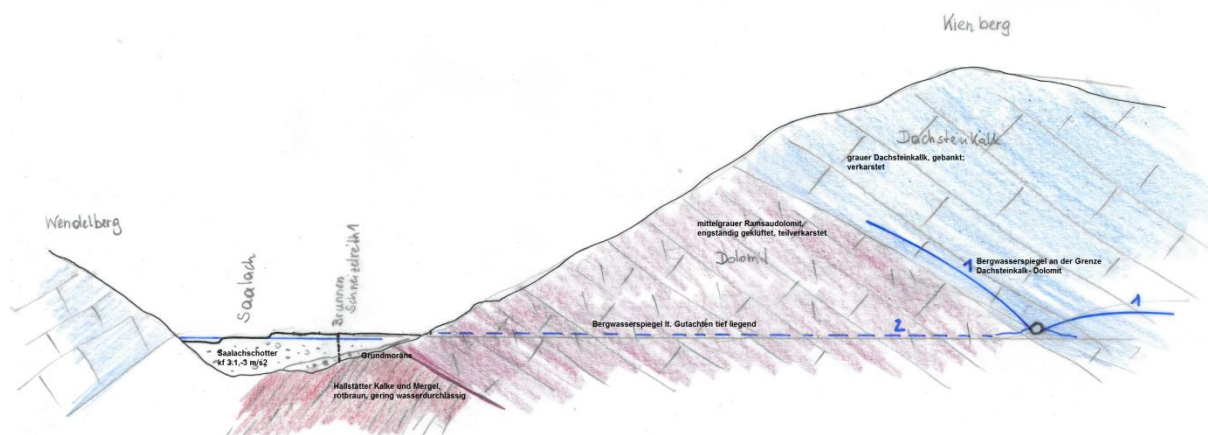 Kienberg
Dachsteinkalk
grauer Dachsteinkallk, gebankt;
verkarstet
Wendelberg
Saalach
Brunnen
Schneizelreith 1
mittelgrauer Ramsaudolomit,
engständig geklüftet, teilverkarstet
Dolomit
1
Bergwasserspiegel an der Grenze
Dachsteinkalk- Dolomit
1
Bergwasserspiegel lt. Gutachten tief liegend
2
Saalachschotter
kf 3.1,-3 m/s2
Grundmoräne
Hallstätter Kalke und Mergel,
rotbraun, gering wasserdurchlässig